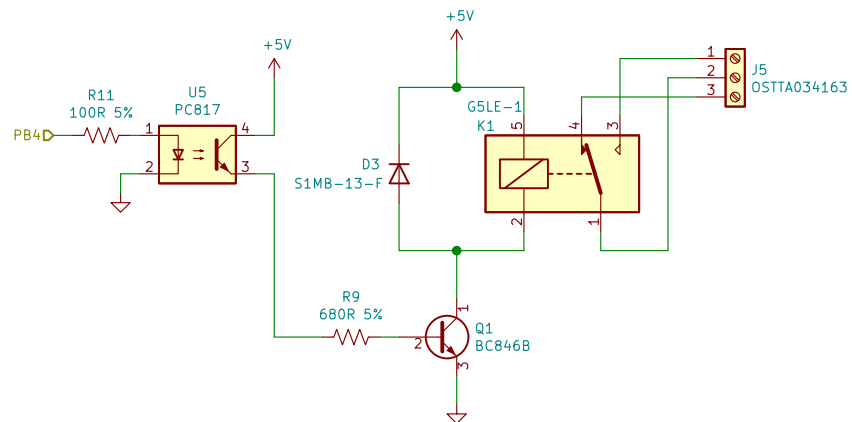 +5V
+5V
R11
100R 5%
U5
PC817
PB4
1
2
4
3
G5LE-1
K1
5
4
3
2
1
1
2
3
J5
OSTTA034163
D3
S1MB-13-F
R9
680R 5%
1
2
3
Q1
BC846B